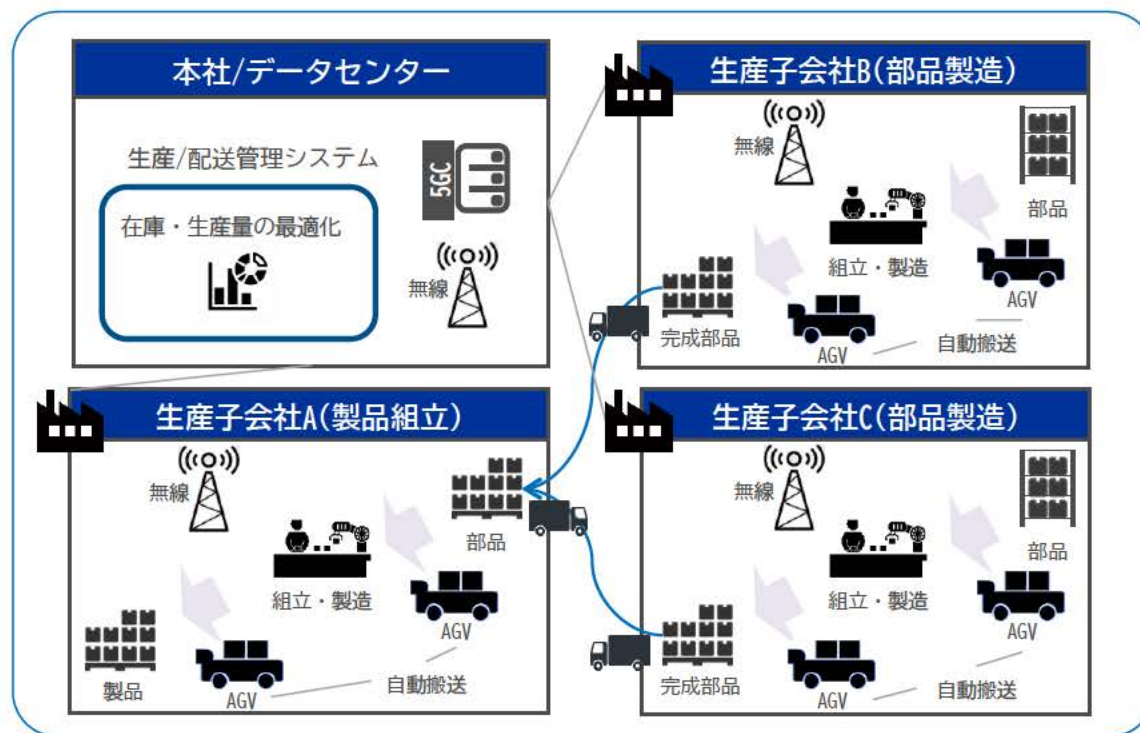 本社/データセンター
生産/配送管理システム
5GC
在庫・生産量の最適化
無線
生産子会社B(部品製造)
無線
部品
組立・製造
AGV
完成部品
AGV
自動搬送
生産子会社A(製品組立)
無線
部品
組立・製造
AGV
製品
AGV
自動搬送
生産子会社C(部品製造)
無線
部品
組立・製造
AGV
完成部品
AGV
自動搬送